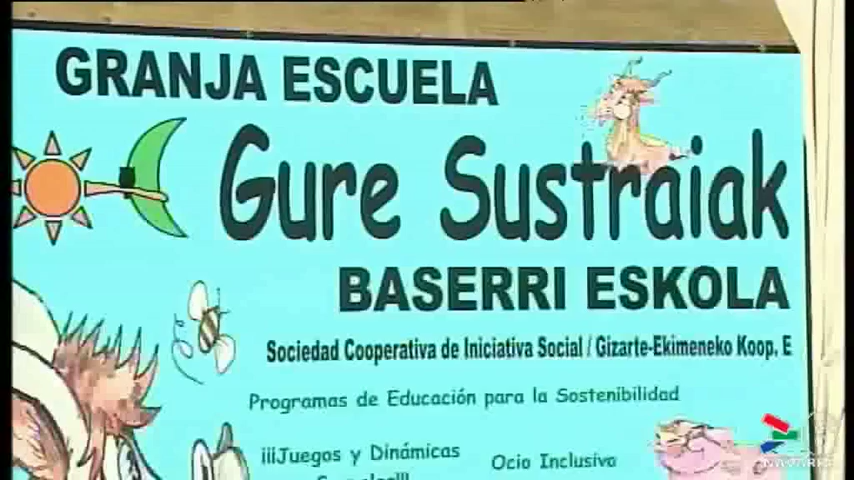 GRANJA ESCUELA
Gure Sustraiak
BASERRI ESKOLA
Sociedad Cooperativa de Iniciativa Social / Gizarte-Ekimeneko Koop. E
Programas de Educación para la Sostenibilidad
¡¡¡Juegos y Dinámicas
Ocio Inclusivo
NAVARRA